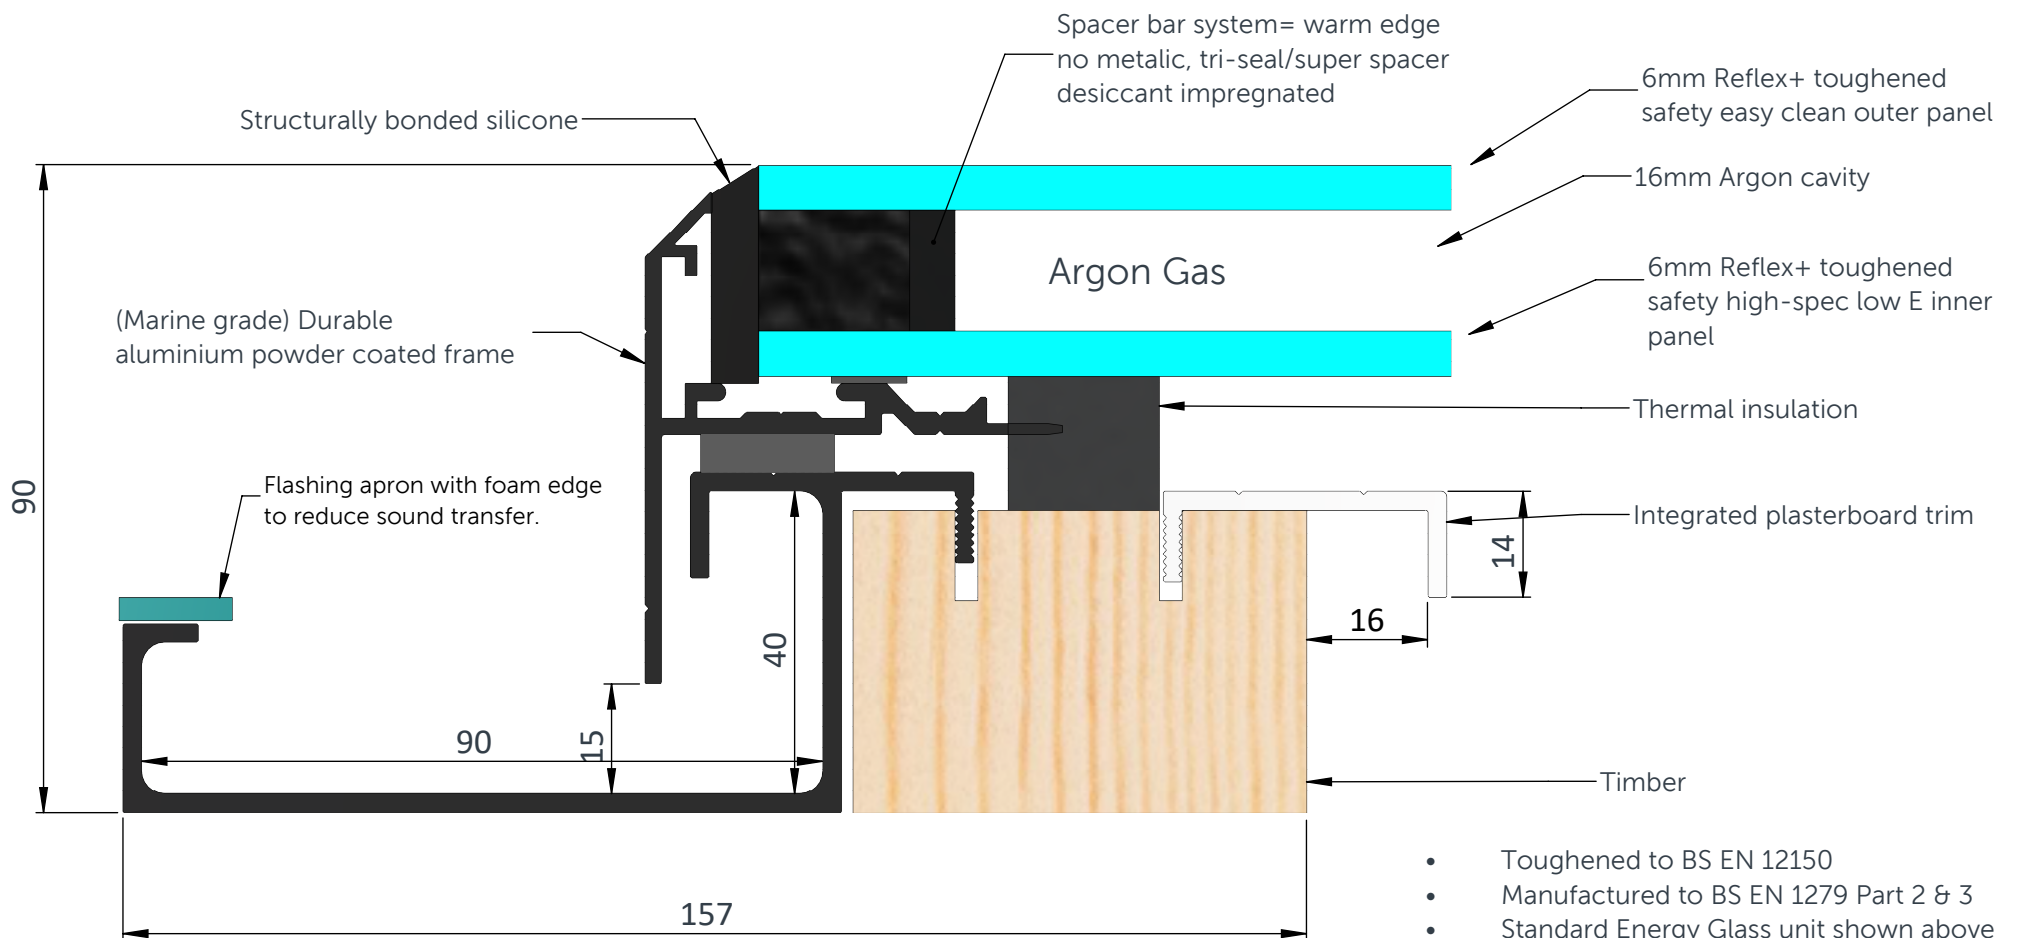 Spacer bar system= warm edge
no metalic, tri-seal/super spacer
desiccant impregnated
6mm Reflex+ toughened
safety easy clean outer panel
Structurally bonded silicone
16mm Argon cavity
Argon Gas
6mm Reflex+ toughened
safety high-spec low E inner
panel
(Marine grade) Durable
aluminium powder coated frame
Thermal insulation
90
Flashing apron with foam edge
to reduce sound transfer.
Integrated plasterboard trim
14
16
40
90
15
Timber
157
• Toughened to BS EN 12150
• Manufactured to BS EN 1279 Part 2 & 3
• Standard Energy Glass unit shown above